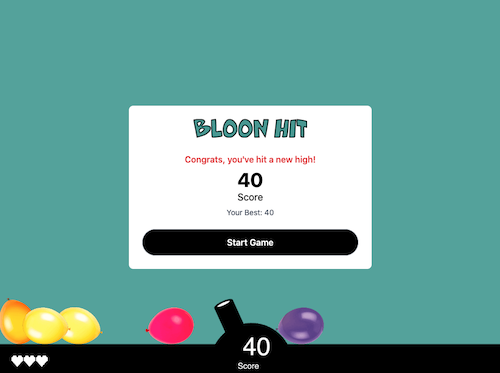 BLOON HIT
Congrats, you've hit a new high!
40
Score
Your Best: 40
Start Game
40
Score